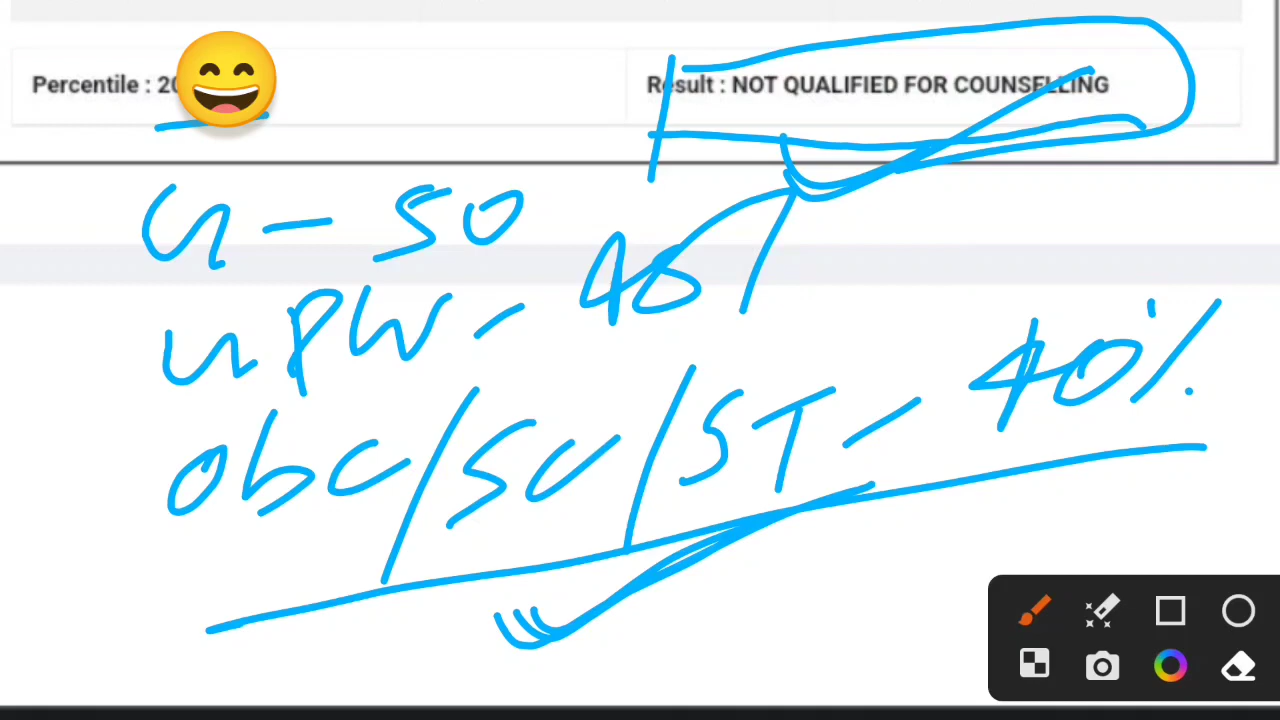 Percentile : 20
Result : NOT QUALIFIED FOR COUNSELLING
G - 50
UPW - 45
obc/SC/ST - 40%